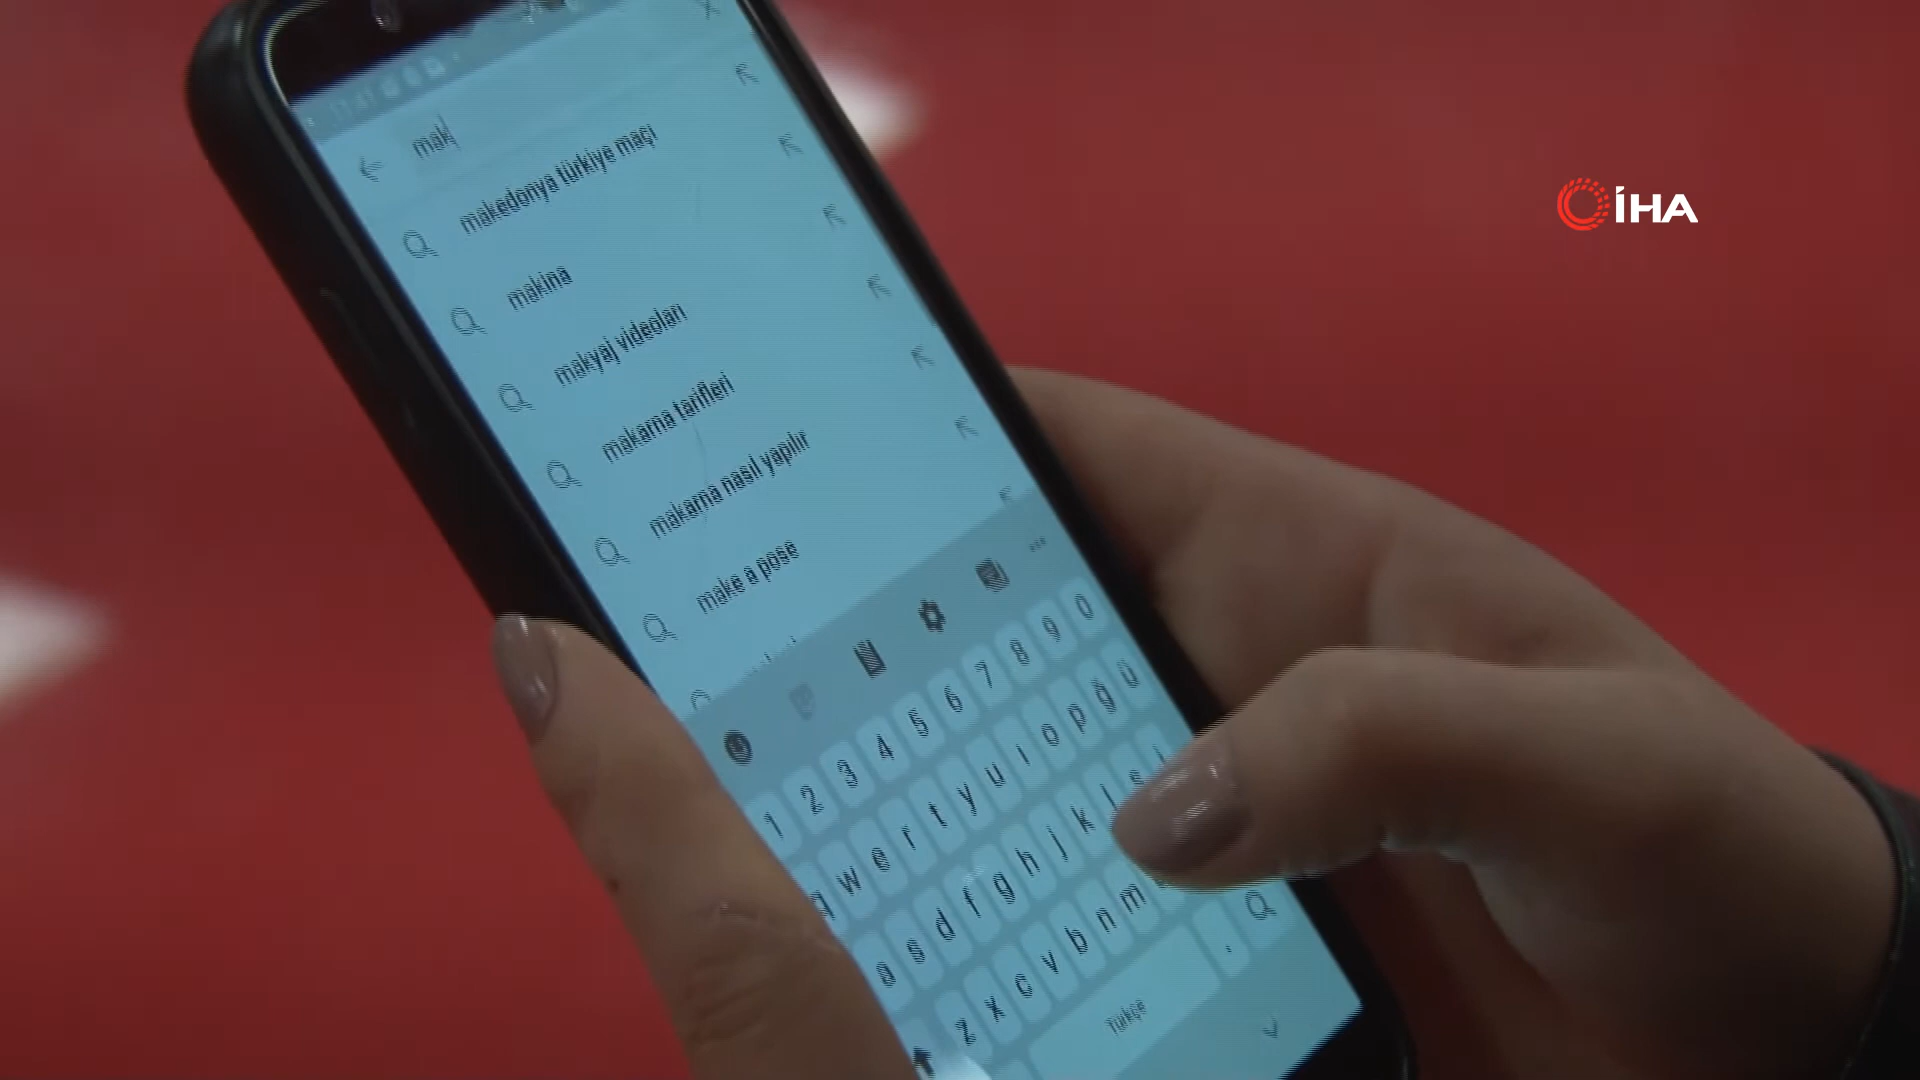 İHA
mak
makedonya türkiye maçı
makina
makyaj videoları
makarna tarifleri
makarna nasıl yapılır
make a pose
1 2 3 4 5 6 7 8 9 0
q w e r t y u ı o p ğ ü
a s d f g h j k l ş i
z x c v b n m
Türkçe .